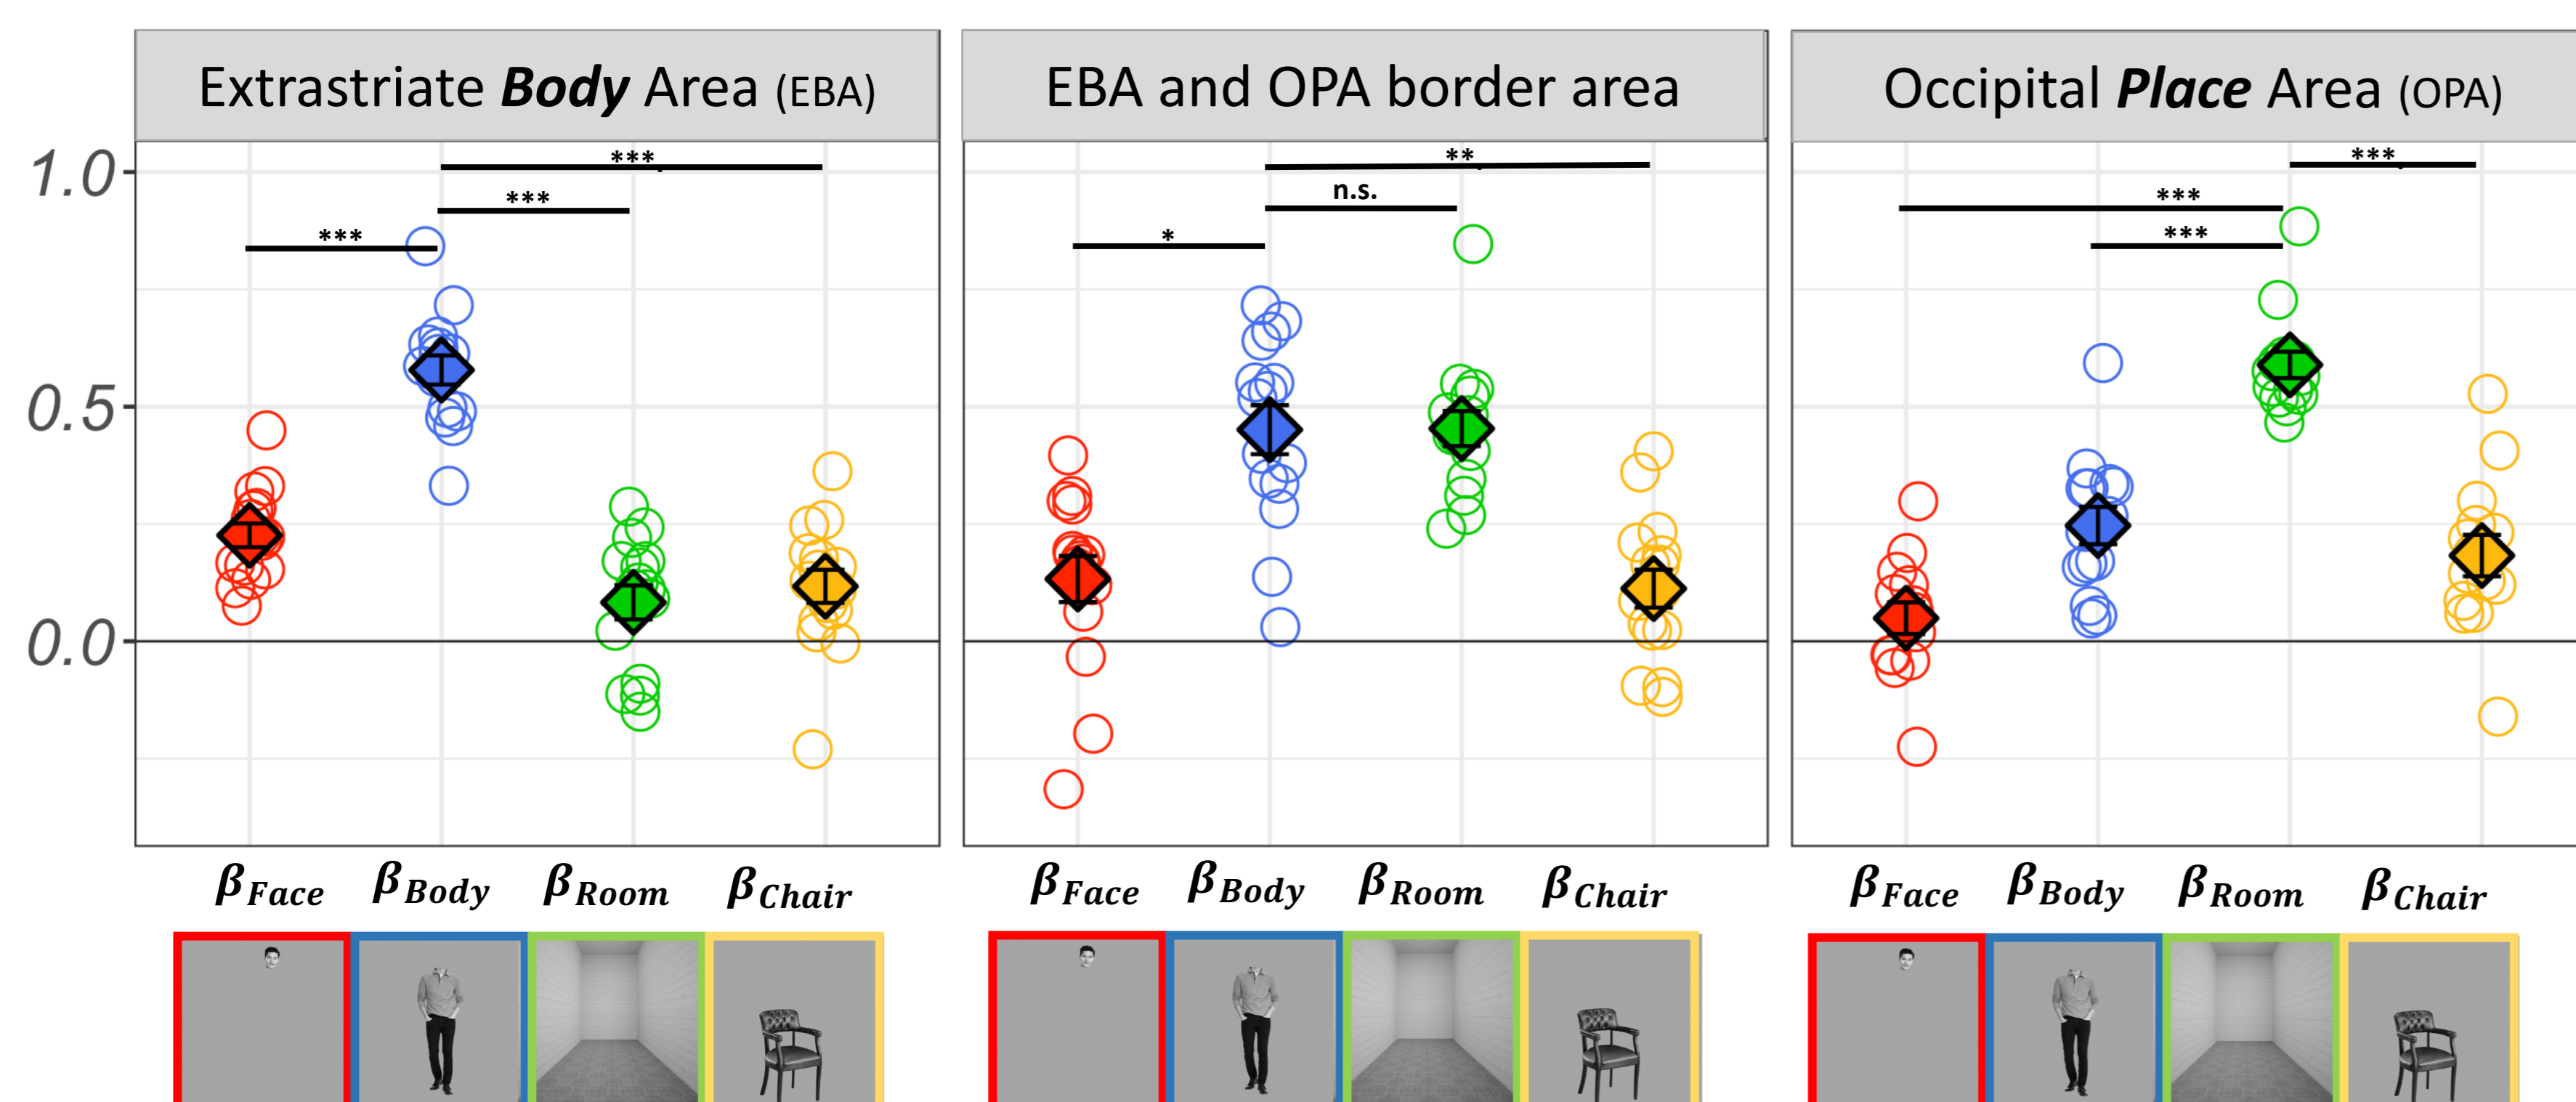 Extrastriate Body Area (EBA)
EBA and OPA border area
Occipital Place Area (OPA)
1.0
0.5
0.0
***
***
***
**
n.s.
*
***
***
***
βFace βBody βRoom βChair
βFace βBody βRoom βChair
βFace βBody βRoom βChair